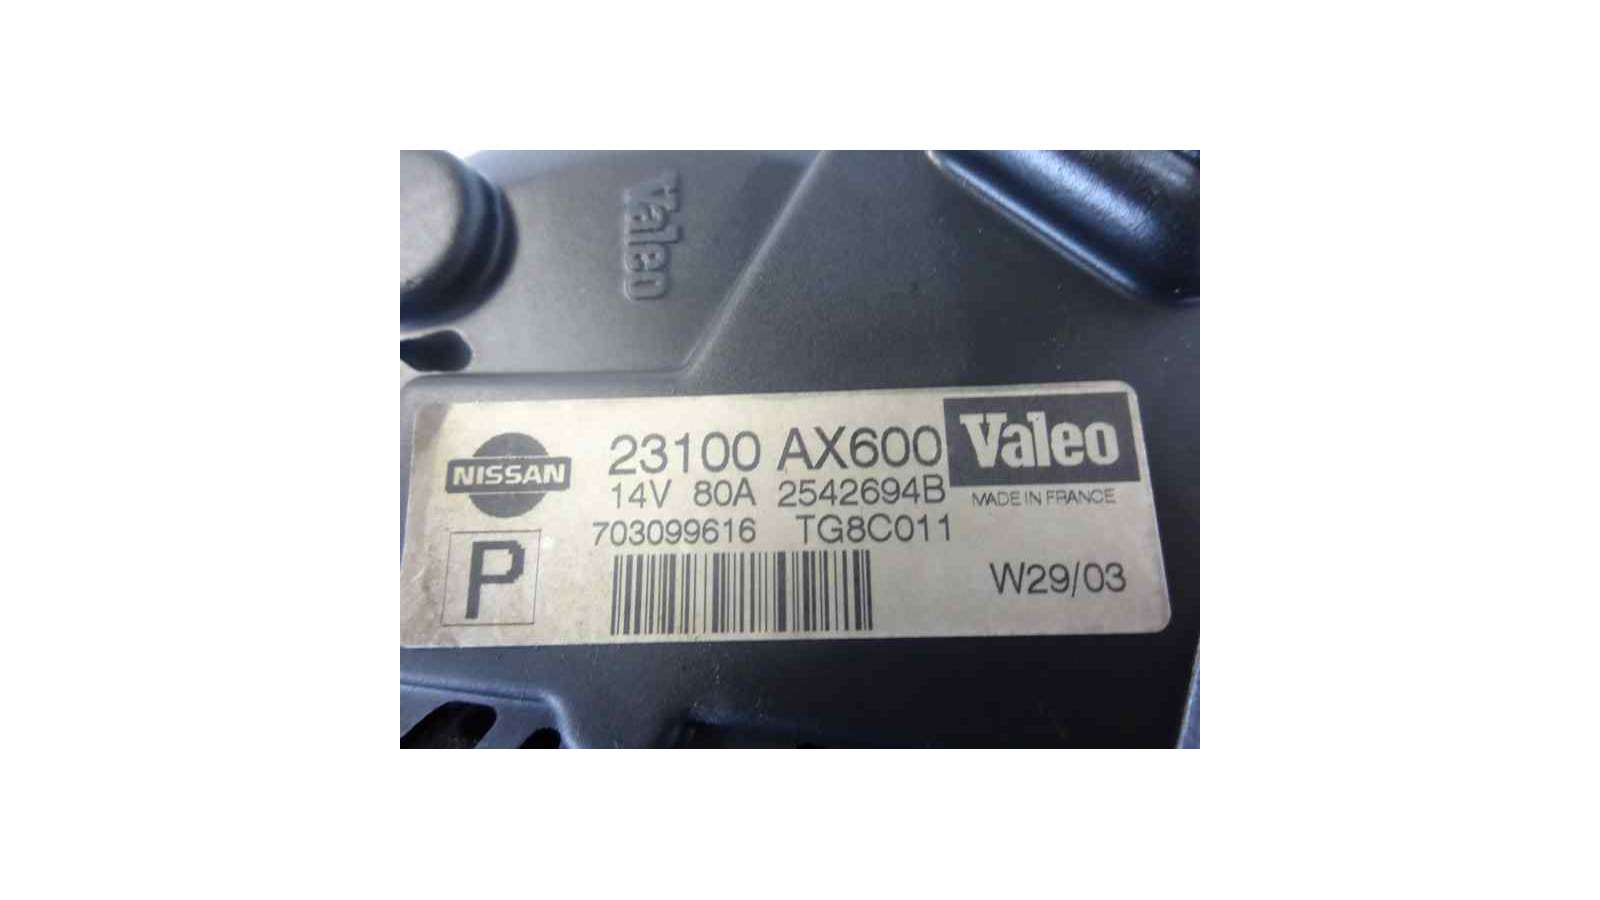 Valeo
NISSAN
23100 AX600
Valeo
14V 80A 2542694B
MADE IN FRANCE
703099616 TG8C011
P
W29/03